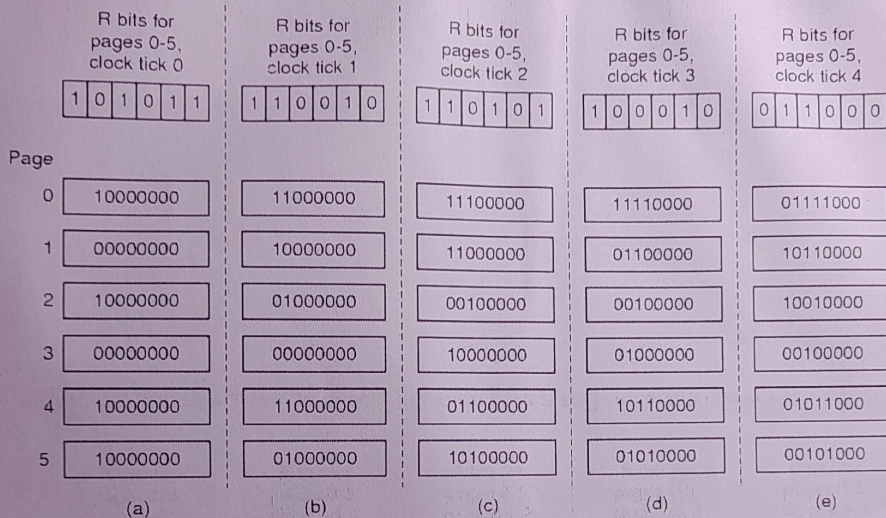 R bits for
pages 0-5,
clock tick 0
R bits for
pages 0-5,
clock tick 1
R bits for
pages 0-5,
clock tick 2
R bits for
pages 0-5,
clock tick 3
R bits for
pages 0-5,
clock tick 4
1 0 1 0 1 1 1 1 0 0 1 0 1 1 0 1 0 1 1 0 0 0 1 0 0 1 1 0 0 0
Page
0 10000000 11000000 11100000 11110000 01111000
1 00000000 10000000 11000000 01100000 10110000
2 10000000 01000000 00100000 00100000 10010000
3 00000000 00000000 10000000 01000000 00100000
4 10000000 11000000 01100000 10110000 01011000
5 10000000 01000000 10100000 01010000 00101000
(a) (b) (c) (d) (e)